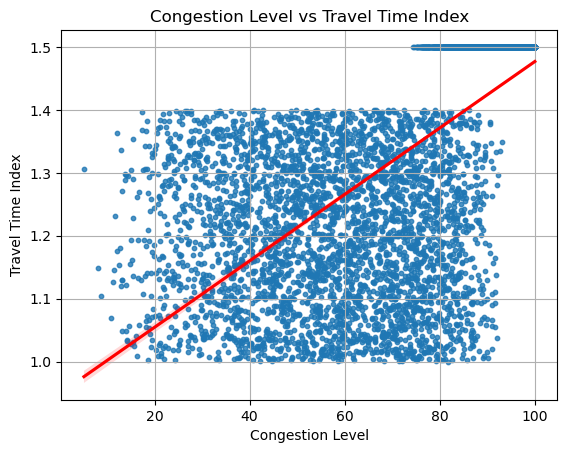 Congestion Level vs Travel Time Index
Travel Time Index
1.5
1.4
1.3
1.2
1.1
1.0
20 40 60 80 100
Congestion Level